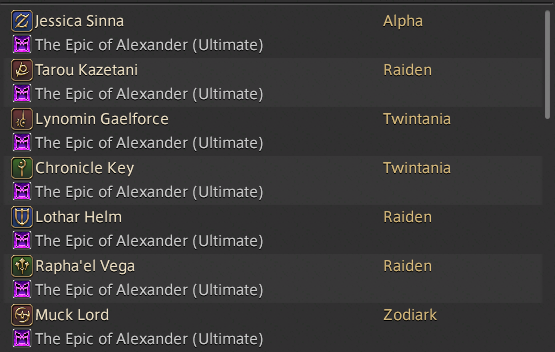 Jessica Sinna Alpha
The Epic of Alexander (Ultimate)
Tarou Kazetani Raiden
The Epic of Alexander (Ultimate)
Lynomin Gaelforce Twintania
The Epic of Alexander (Ultimate)
Chronicle Key Twintania
The Epic of Alexander (Ultimate)
Lothar Helm Raiden
The Epic of Alexander (Ultimate)
Rapha'el Vega Raiden
The Epic of Alexander (Ultimate)
Muck Lord Zodiark
The Epic of Alexander (Ultimate)